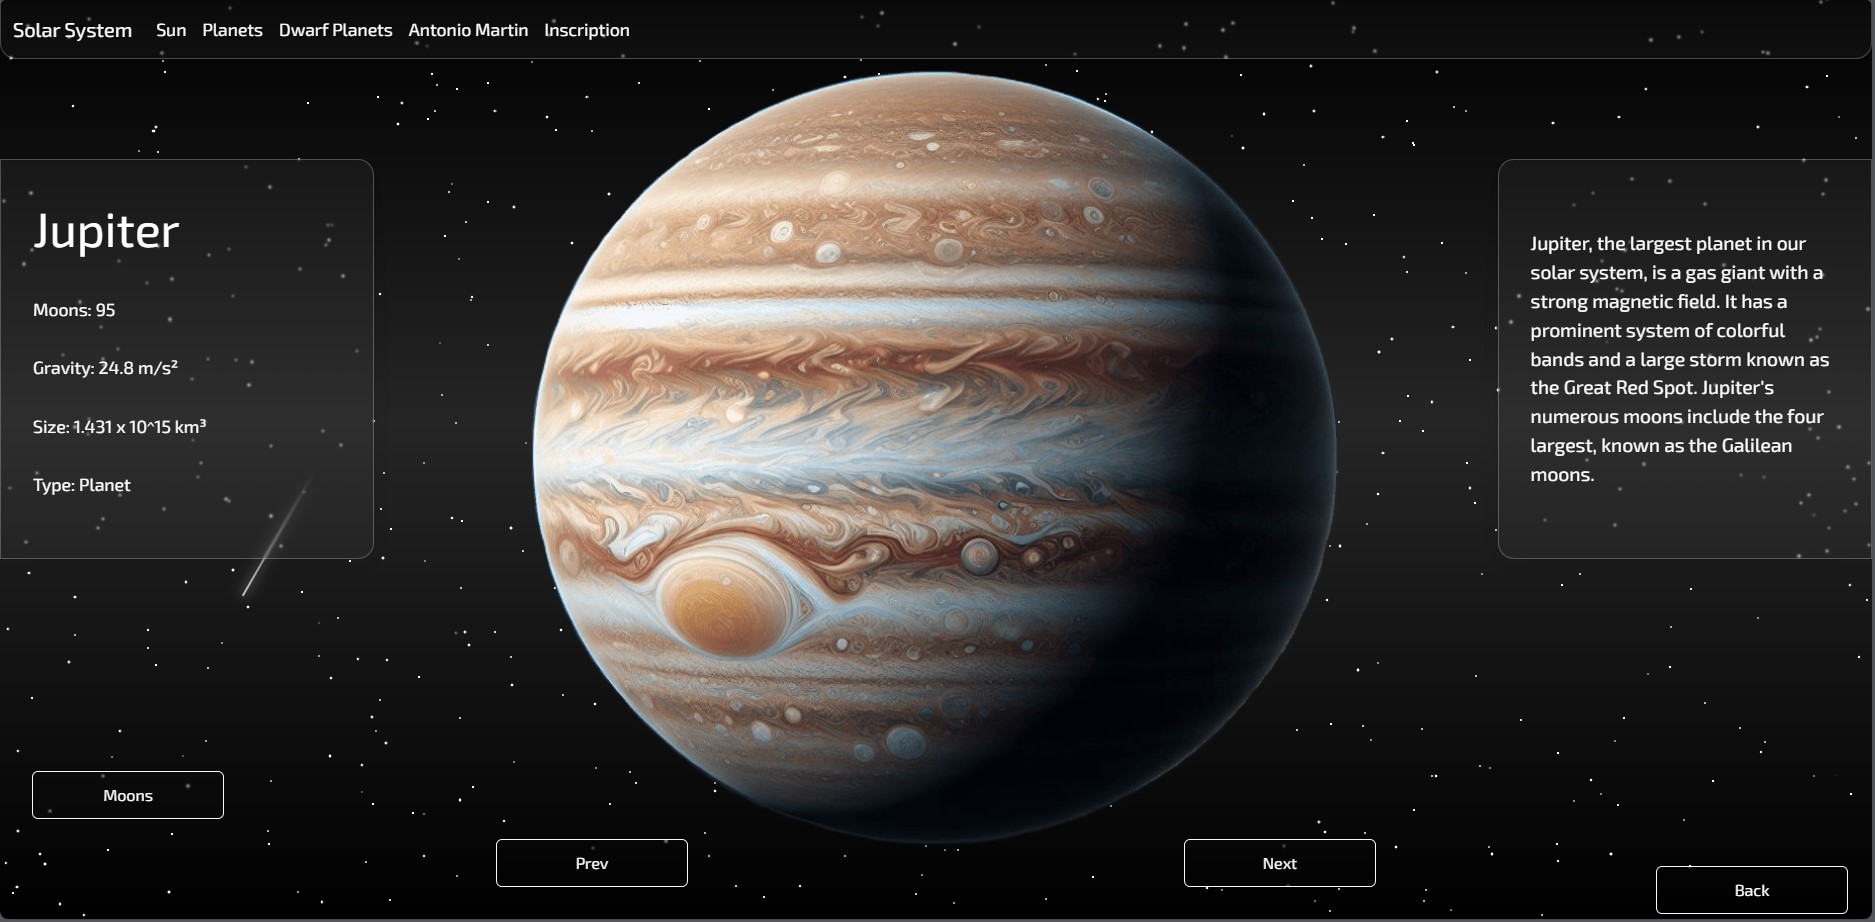 Solar System Sun Planets Dwarf Planets Antonio Martin Inscription
Jupiter
Moons: 95
Gravity: 24.8 m/s²
Size: 1.431 x 10^15 km³
Type: Planet
Jupiter, the largest planet in our
solar system, is a gas giant with a
strong magnetic field. It has a
prominent system of colorful
bands and a large storm known as
the Great Red Spot. Jupiter's
numerous moons include the four
largest, known as the Galilean
moons.
Moons
Prev
Next
Back